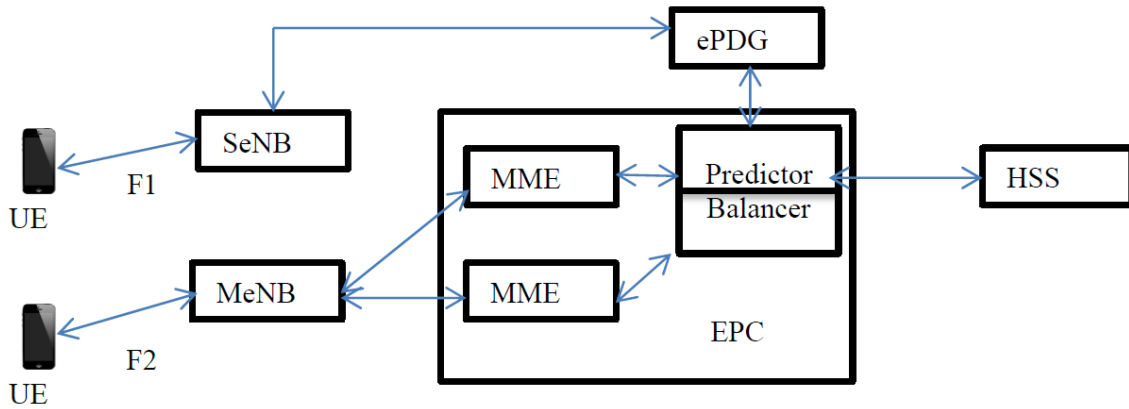 ePDG
SeNB
F1
UE
MME
Predictor
Balancer
HSS
MeNB
MME
EPC
F2
UE